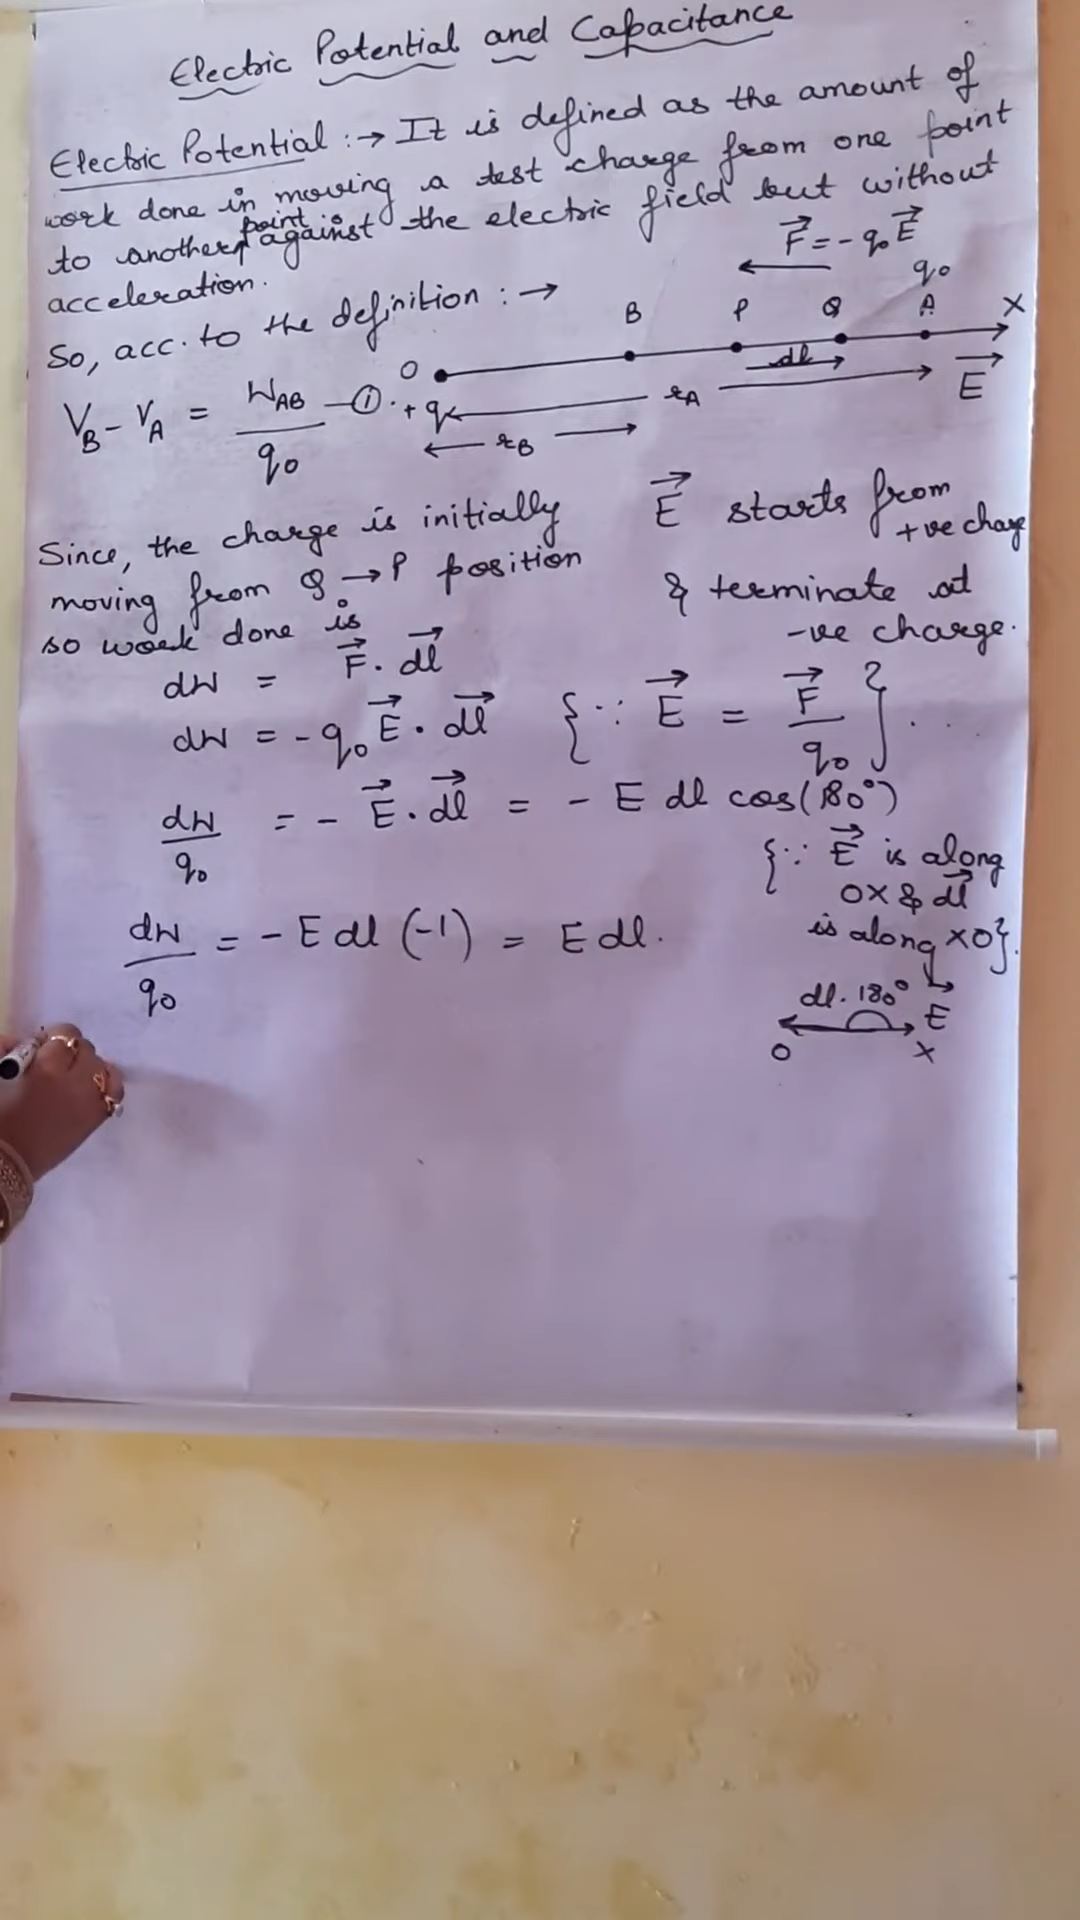 Electric Potential and Capacitance
Electric Potential :→ It is defined as the amount of
work done in moving a test charge from one point
to another point against the electric field but without
acceleration.
F⃗ = - q₀ E⃗
So, acc. to the definition :→
q₀
O B P Q A X
dl
V_B - V_A = W_AB / q₀ —①.
+q r_A E⃗
r_B
Since, the charge is initially
moving from Q → P position
so work done is
E⃗ starts from
+ve charge
& terminate at
-ve charge.
dW = F⃗ . dl⃗
dW = - q₀ E⃗ . dl⃗ {∵ E⃗ = F⃗ / q₀}.
dW / q₀ = - E⃗ . dl⃗ = - E dl cos(180°)
{∵ E⃗ is along
OX & dl⃗
is along XO}.
dW / q₀ = - E dl (-1) = E dl.
dl. 180° E⃗
O X